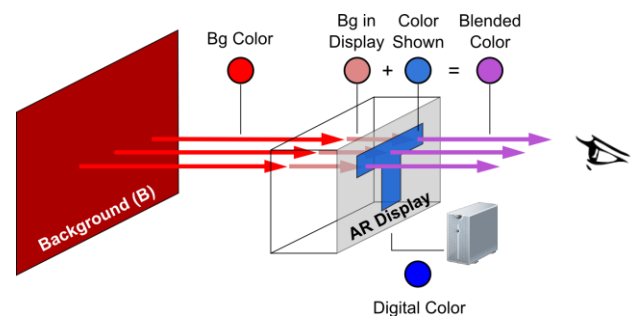 Bg Color
Bg in
Display
+
Color
Shown
=
Blended
Color
Background (B)
AR Display
Digital Color